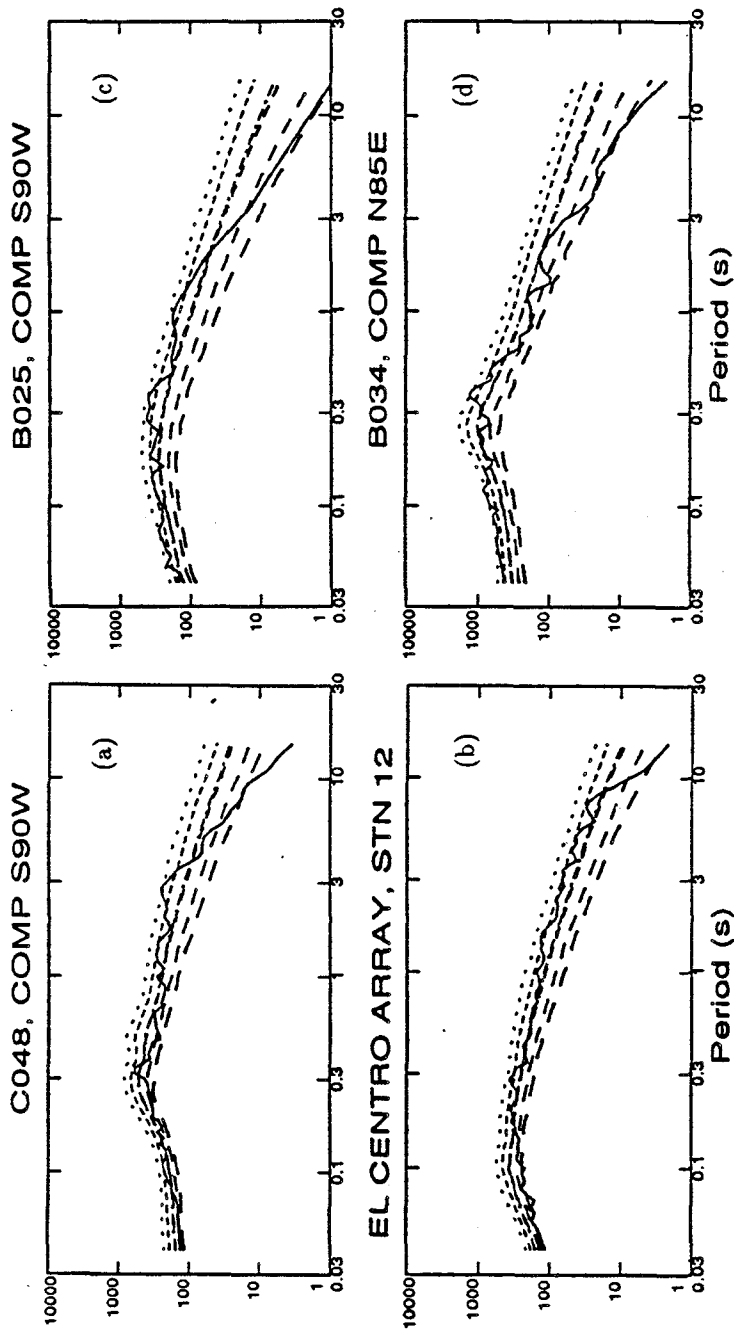 C048, COMP S90W
10000
1000
100
10
1
(a)
0.03 0.1 0.3 1 3 10 30
B025, COMP S90W
10000
1000
100
10
1
(c)
0.03 0.1 0.3 1 3 10 30
EL CENTRO ARRAY, STN 12
10000
1000
100
10
1
(b)
0.03 0.1 0.3 1 3 10 30
Period (s)
B034, COMP N85E
10000
1000
100
10
1
(d)
0.03 0.1 0.3 1 3 10 30
Period (s)